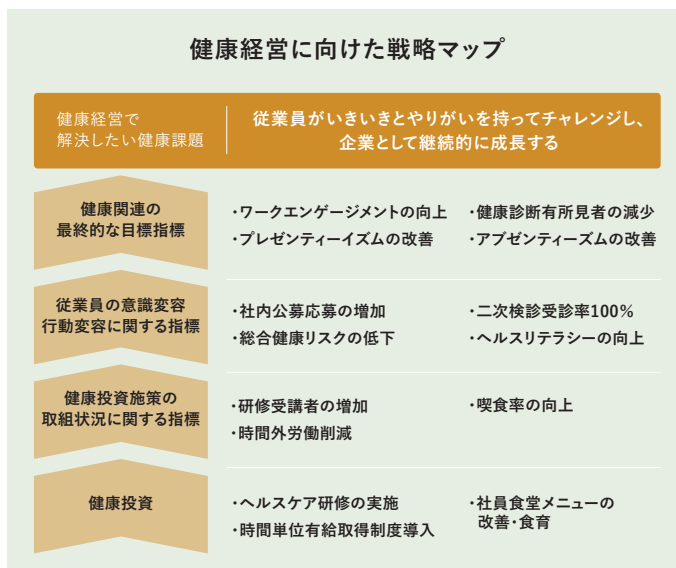 健康経営に向けた戦略マップ
健康経営で
解決したい健康課題
従業員がいきいきとやりがいを持ってチャレンジし、
企業として継続的に成長する
健康関連の
最終的な目標指標
・ワークエンゲージメントの向上
・プレゼンティーイズムの改善
・健康診断有所見者の減少
・アブゼンティーズムの改善
従業員の意識変容
行動変容に関する指標
・社内公募応募の増加
・総合健康リスクの低下
・二次検診受診率100%
・ヘルスリテラシーの向上
健康投資施策の
取組状況に関する指標
・研修受講者の増加
・時間外労働削減
・喫食率の向上
健康投資
・ヘルスケア研修の実施
・時間単位有給取得制度導入
・社員食堂メニューの
改善・食育